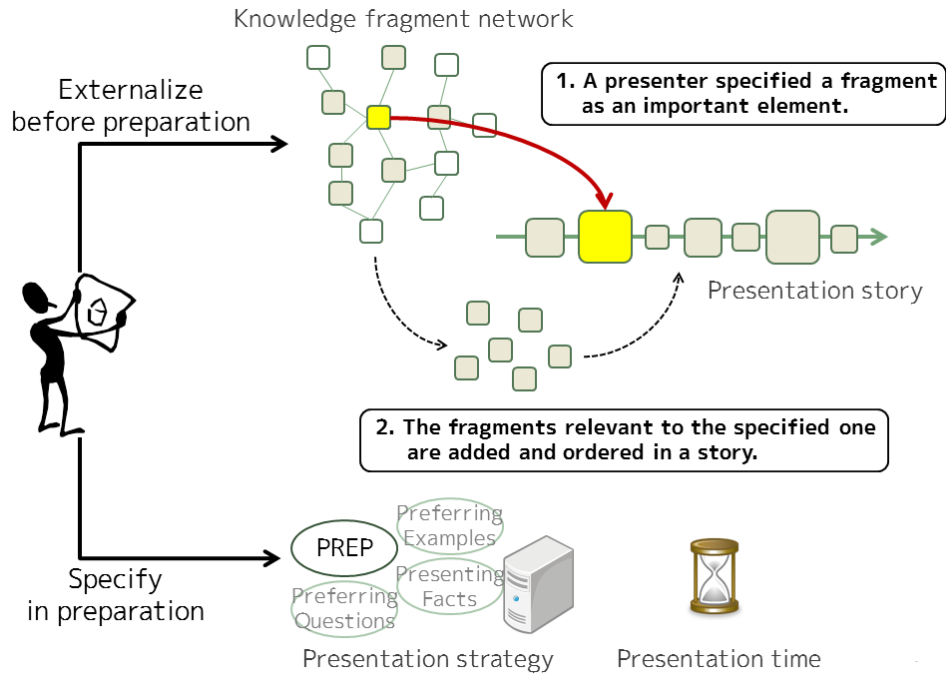 Knowledge fragment network
Externalize
before preparation
1. A presenter specified a fragment
as an important element.
Presentation story
2. The fragments relevant to the specified one
are added and ordered in a story.
Specify
in preparation
PREP
Preferring
Examples
Presenting
Facts
Preferring
Questions
Presentation strategy
Presentation time